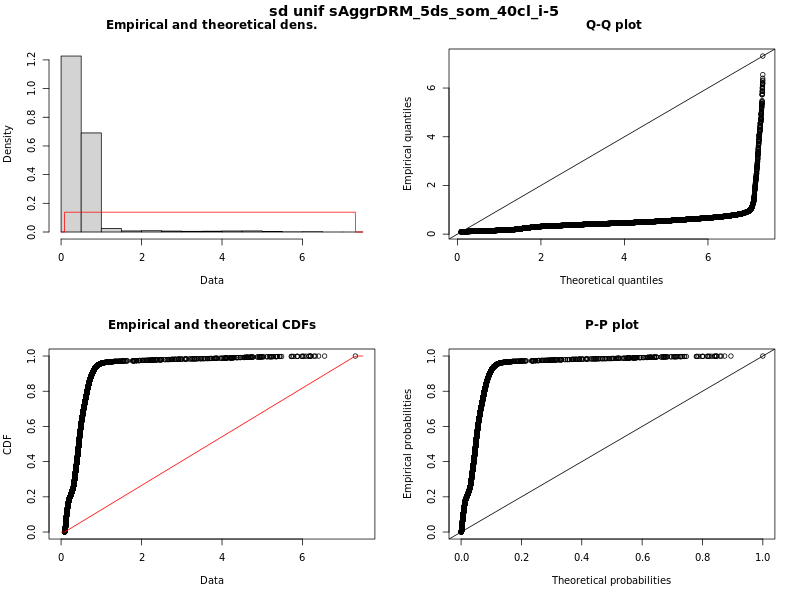 sd unif sAggrDRM_5ds_som_40cl_i-5
Empirical and theoretical dens.
Density
0.0 0.2 0.4 0.6 0.8 1.0 1.2
0 2 4 6
Data
Q-Q plot
Empirical quantiles
0 2 4 6
0 2 4 6
Theoretical quantiles
Empirical and theoretical CDFs
CDF
0.0 0.2 0.4 0.6 0.8 1.0
0 2 4 6
Data
P-P plot
Empirical probabilities
0.0 0.2 0.4 0.6 0.8 1.0
0.0 0.2 0.4 0.6 0.8 1.0
Theoretical probabilities